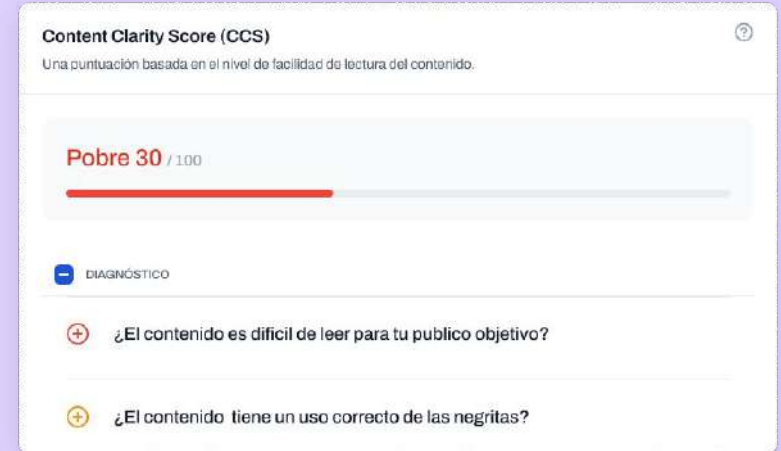 Content Clarity Score (CCS)
Una puntuación basada en el nivel de facilidad de lectura del contenido.
Pobre 30 / 100
DIAGNÓSTICO
¿El contenido es dificil de leer para tu publico objetivo?
¿El contenido tiene un uso correcto de las negritas?